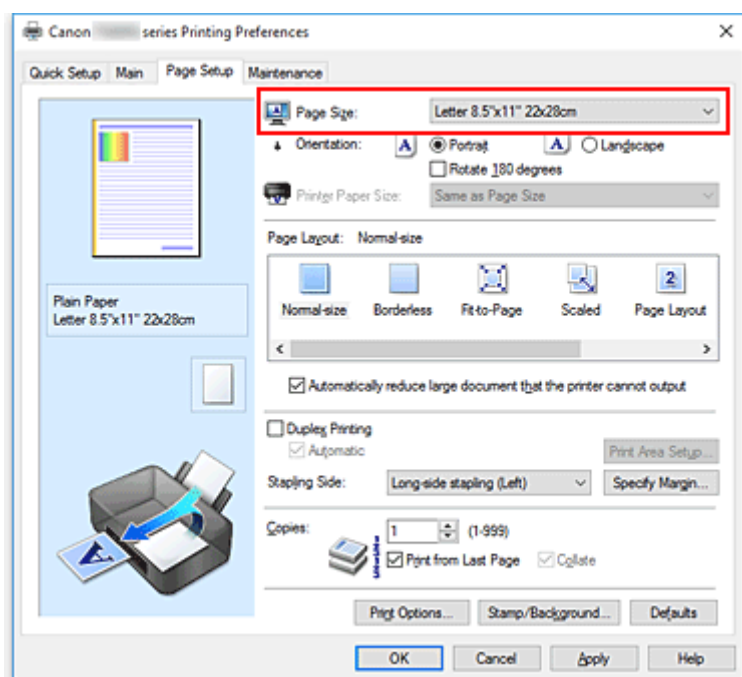 Canon series Printing Preferences
Quick Setup Main Page Setup Maintenance
Page Size: Letter 8.5"x11" 22x28cm
Orientation: A Portrait A Landscape
Rotate 180 degrees
Printer Paper Size: Same as Page Size
Page Layout: Normal-size
2
Normal-size Borderless Fit-to-Page Scaled Page Layout
Plain Paper
Letter 8.5"x11" 22x28cm
Automatically reduce large document that the printer cannot output
Duplex Printing
Automatic
Print Area Setup...
Stapling Side: Long-side stapling (Left) Specify Margin...
Copies: 1 (1-999)
Print from Last Page Collate
A
Print Options... Stamp/Background... Defaults
OK Cancel Apply Help